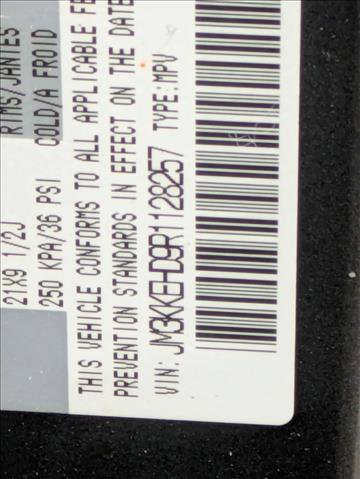 RIMS/JANTES
COLD/A FROID
21X9 1/2J
250 KPA/36 PSI
THIS VEHICLE CONFORMS TO ALL APPLICABLE FE
PREVENTION STANDARDS IN EFFECT ON THE DATE
VIN: JM3KKEHD9R1128257 TYPE:MPV